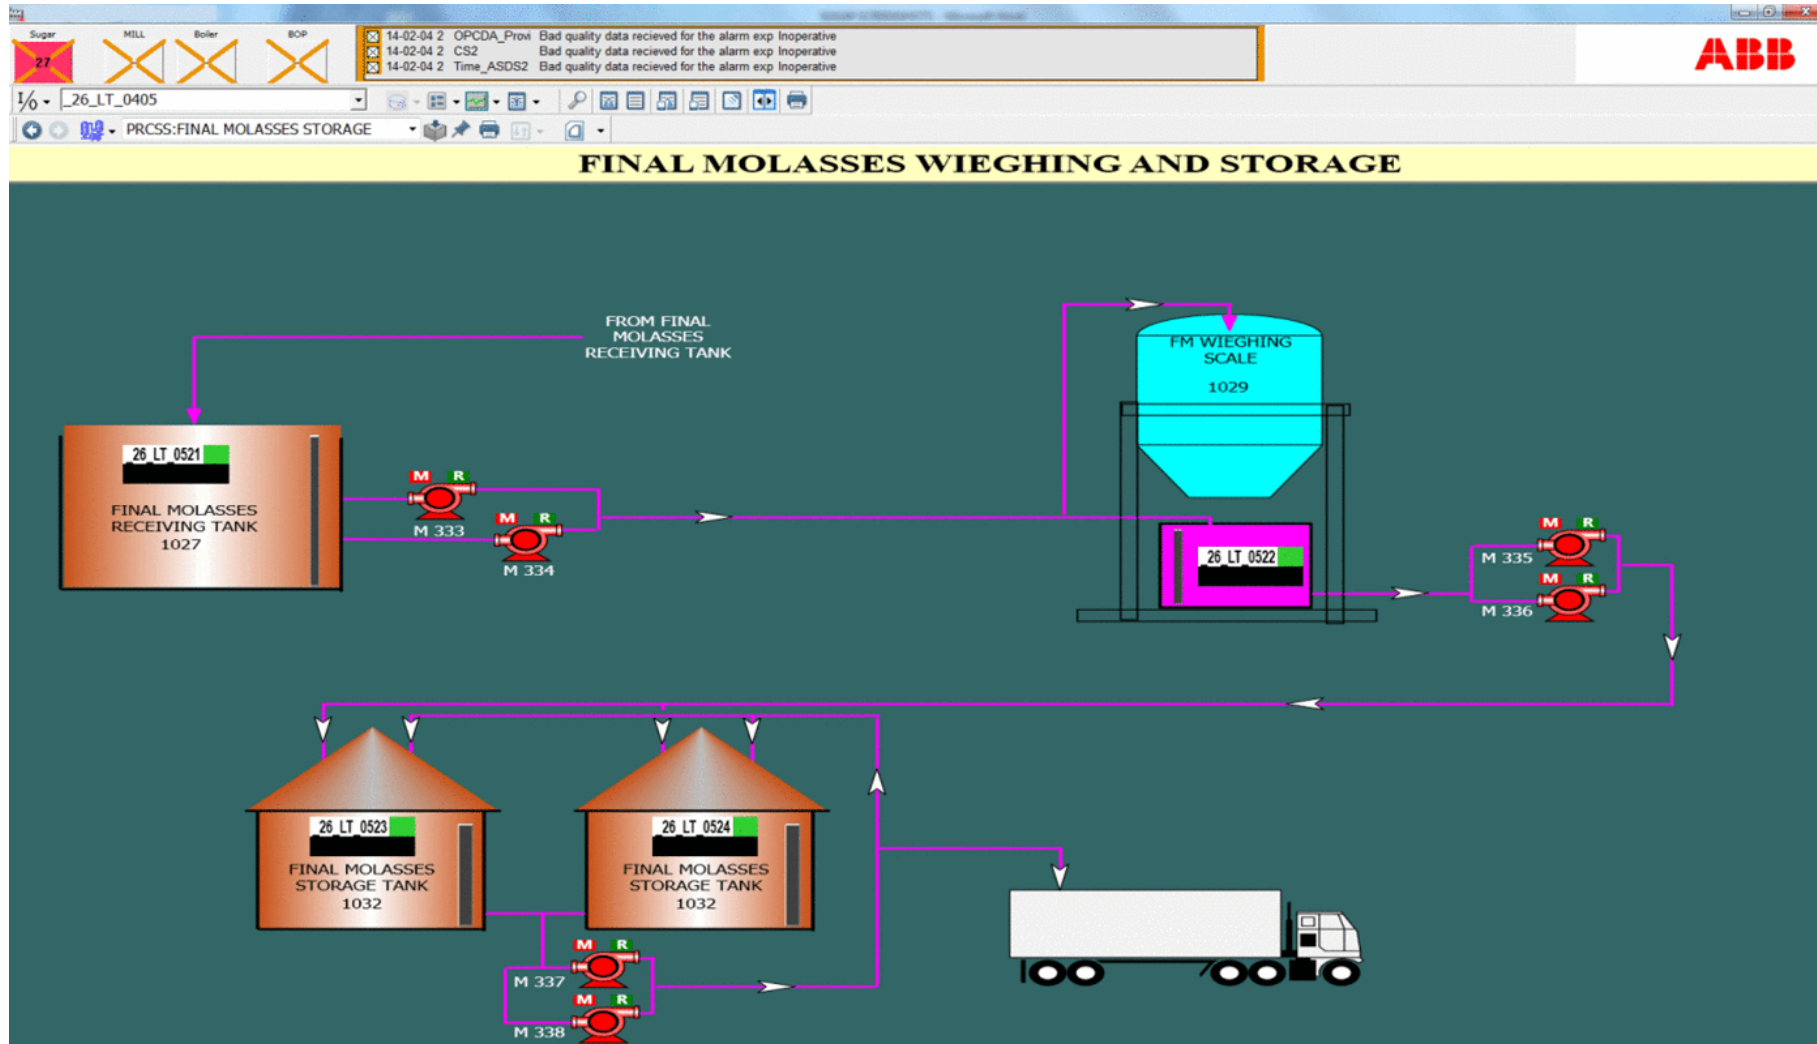 Sugar
MILL
Boiler
BOP
27
14-02-04 2 OPCDA_Provi Bad quality data recieved for the alarm exp Inoperative
14-02-04 2 CS2 Bad quality data recieved for the alarm exp Inoperative
14-02-04 2 Time_ASDS2 Bad quality data recieved for the alarm exp Inoperative
ABB
_26_LT_0405
PRCSS:FINAL MOLASSES STORAGE
FINAL MOLASSES WIEGHING AND STORAGE
FROM FINAL
MOLASSES
RECEIVING TANK
FM WIEGHING
SCALE
1029
_26_LT_0521
FINAL MOLASSES
RECEIVING TANK
1027
M R
M 333
M R
M 334
_26_LT_0522
M R
M 335
M R
M 336
_26_LT_0523
FINAL MOLASSES
STORAGE TANK
1032
_26_LT_0524
FINAL MOLASSES
STORAGE TANK
1032
M R
M 337
M R
M 338